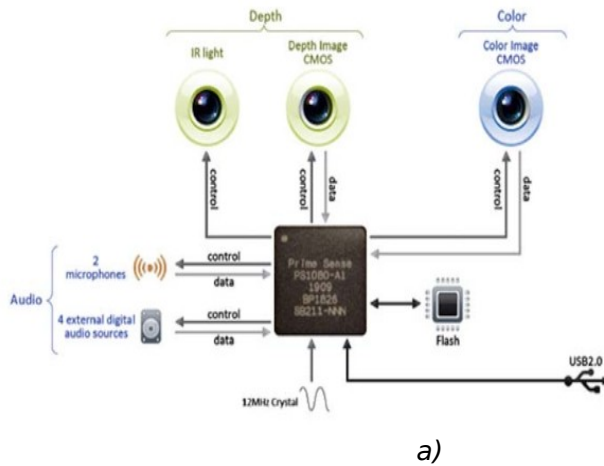 Depth
Color
IR light
Depth Image
CMOS
Color Image
CMOS
control
control
data
control
data
Audio
2
microphones
control
data
4 external digital
audio sources
control
data
Prime Sense
PS1080-A1
1909
BP1826
SB211-NNN
Flash
USB2.0
12MHz Crystal
a)